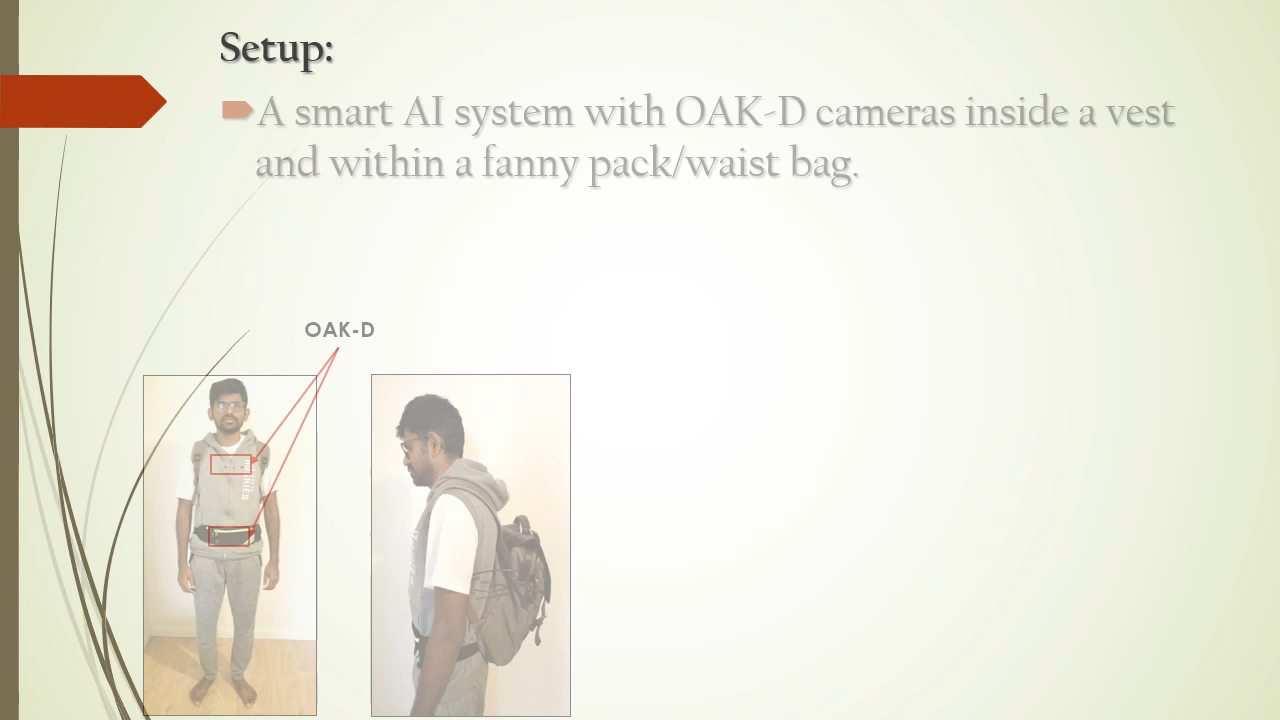 Setup:
A smart AI system with OAK-D cameras inside a vest
and within a fanny pack/waist bag.
OAK-D